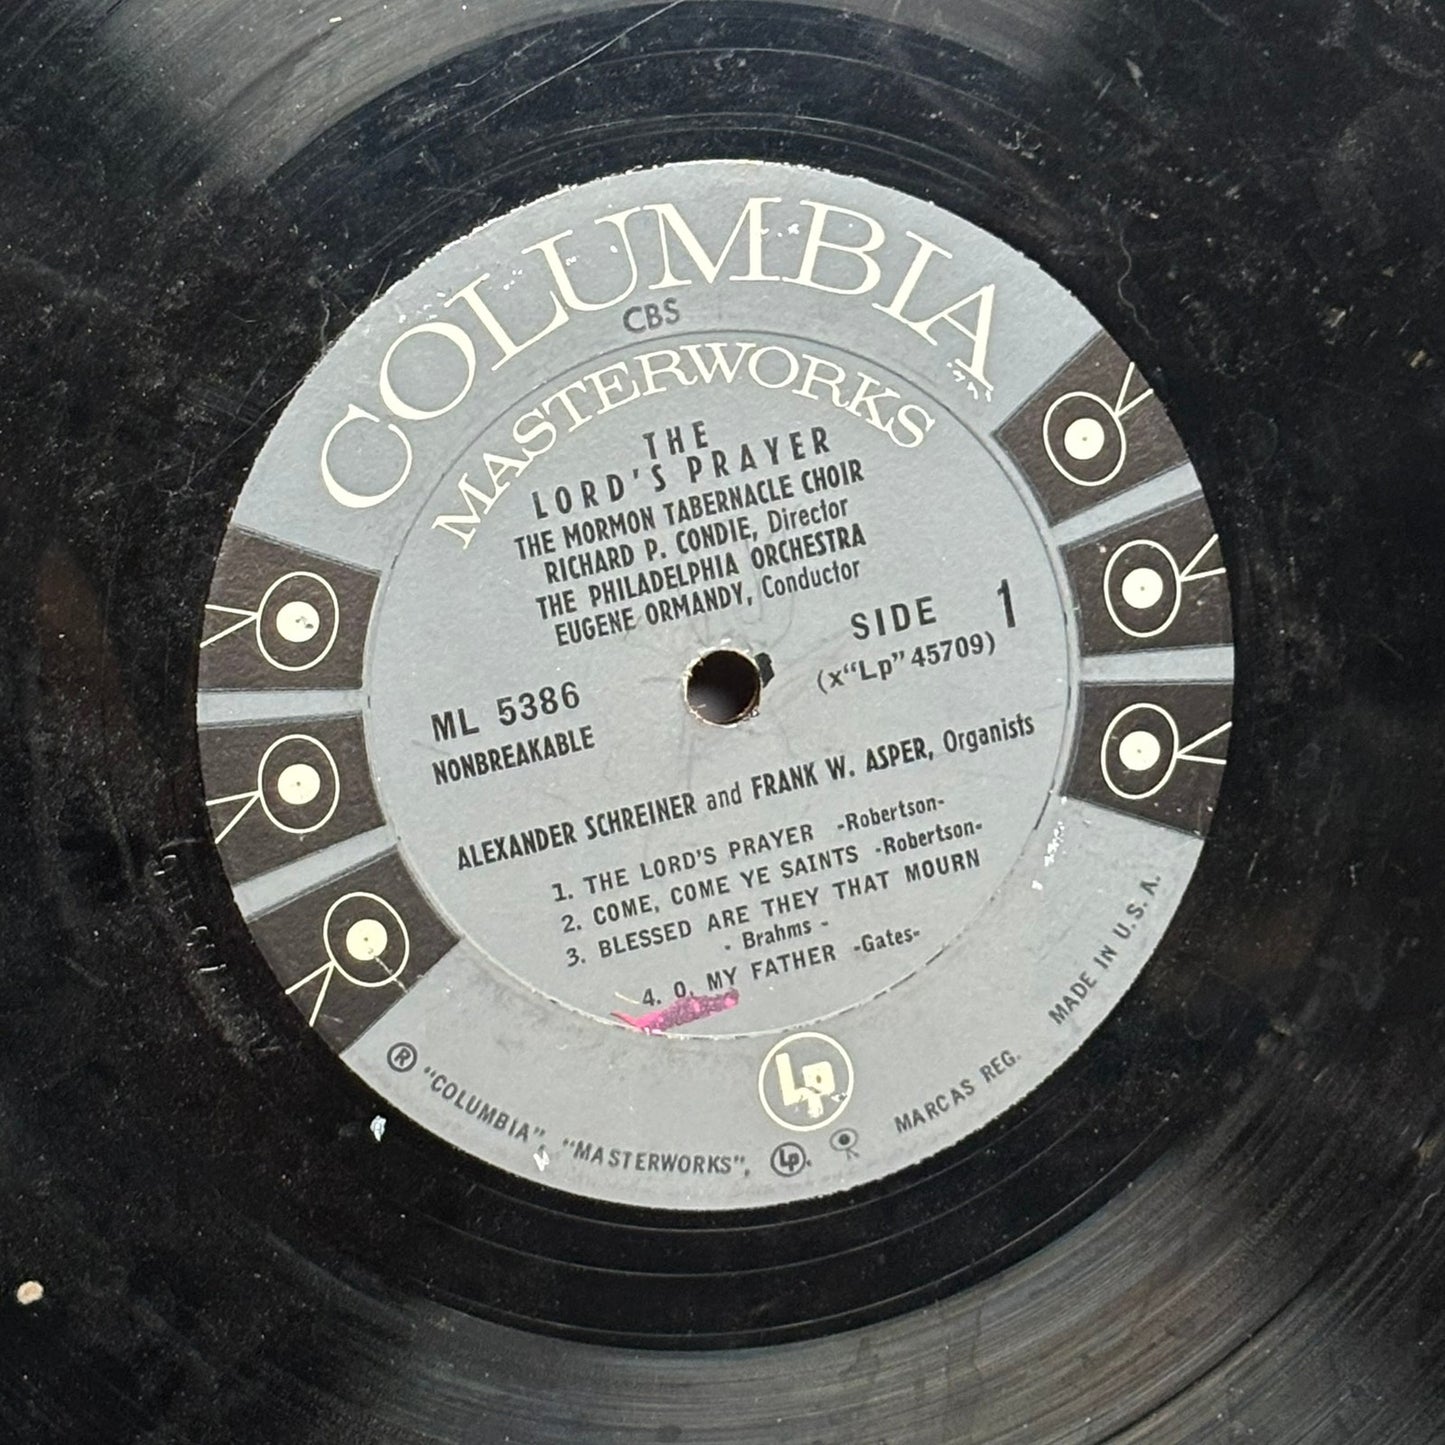 COLUMBIA
CBS
MASTERWORKS
THE
LORD'S PRAYER
THE MORMON TABERNACLE CHOIR
RICHARD P. CONDIE, Director
THE PHILADELPHIA ORCHESTRA
EUGENE ORMANDY, Conductor
SIDE 1
(x“Lp” 45709)
ML 5386
NONBREAKABLE
ALEXANDER SCHREINER and FRANK W. ASPER, Organists
1. THE LORD'S PRAYER -Robertson-
2. COME, COME YE SAINTS -Robertson-
3. BLESSED ARE THEY THAT MOURN
- Brahms -
4. O, MY FATHER -Gates-
Lp
® “COLUMBIA”, “MASTERWORKS”, Lp, MARCAS REG.
MADE IN U.S.A.